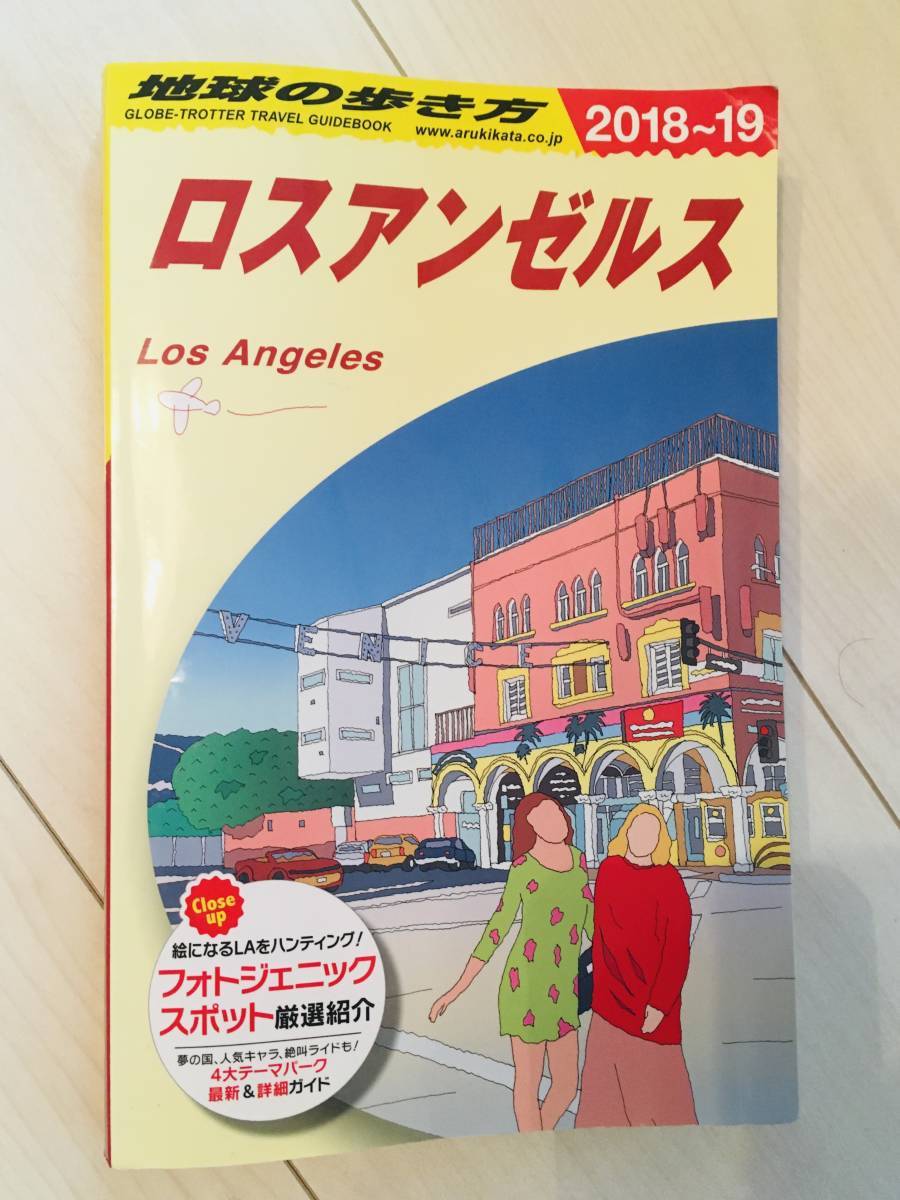 地球の歩き方
GLOBE-TROTTER TRAVEL GUIDEBOOK
www.arukikata.co.jp
2018~19
ロスアンゼルス
Los Angeles
VENICE
Close
up
絵になるLAをハンティング!
フォトジェニック
スポット厳選紹介
夢の国、人気キャラ、絶叫ライドも!
4大テーマパーク
最新&詳細ガイド